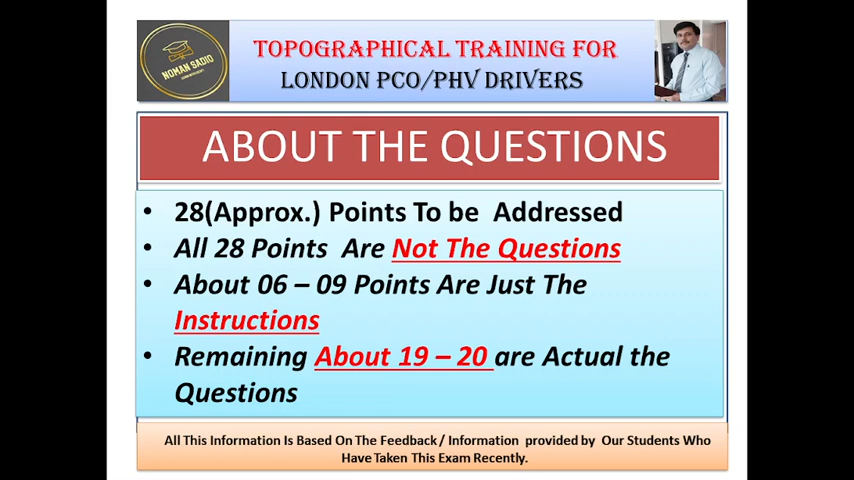 NOMAN SADIQ
TOPOGRAPHICAL TRAINING FOR
LONDON PCO/PHV DRIVERS
ABOUT THE QUESTIONS
• 28(Approx.) Points To be Addressed
• All 28 Points Are Not The Questions
• About 06 – 09 Points Are Just The
Instructions
• Remaining About 19 – 20 are Actual the
Questions
All This Information Is Based On The Feedback / Information provided by Our Students Who
Have Taken This Exam Recently.